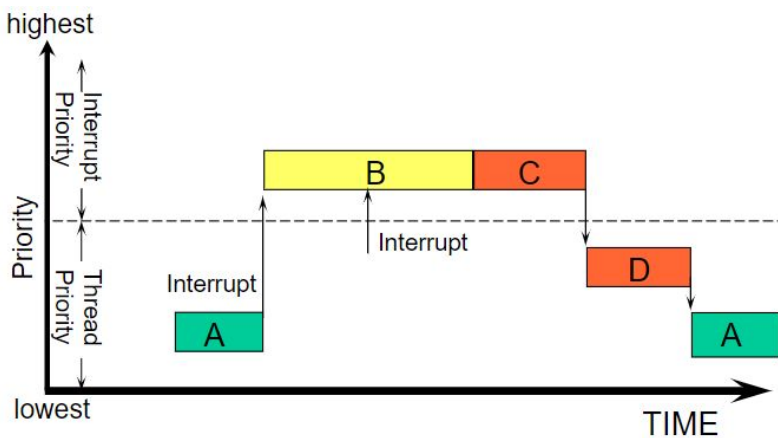 highest
Interrupt
Priority
B
C
Interrupt
Priority
Thread
Priority
Interrupt
D
A
A
lowest
TIME